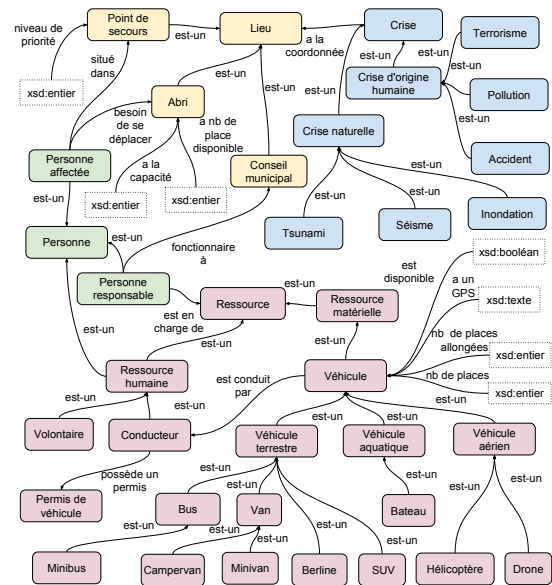 niveau de
priorité
Point de
secours
est-un
Lieu
a la
coordonnée
Crise
est-un
Terrorisme
est-un
situé
dans
xsd:entier
est-un
est-un
Crise d'origine
humaine
Pollution
est-un
Abri
besoin
de se
déplacer
a nb de
place
disponible
est-un
Crise naturelle
Accident
Personne
affectée
a la
capacité
Conseil
municipal
est-un
est-un
xsd:entier
xsd:entier
est-un
est-un
Tsunami
Séisme
Inondation
Personne
est-un
fonctionnaire
à
xsd:booléan
est
disponible
Personne
responsable
Ressource
est-un
Ressource
matérielle
a un
GPS
xsd:texte
est en
charge de
est-un
est-un
est-un
nb de places
allongées
xsd:entier
Ressource
humaine
est conduit
par
Véhicule
nb de places
xsd:entier
est-un
est-un
est-un
est-un
est-un
Volontaire
Conducteur
Véhicule
terrestre
Véhicule
aquatique
Véhicule
aérien
possède un
permis
est-un
est-un
est-un
Permis de
véhicule
Bus
Van
Bateau
est-un
est-un
est-un
est-un
est-un
est-un
est-un
Minibus
Campervan
Minivan
Berline
SUV
Hélicoptère
Drone